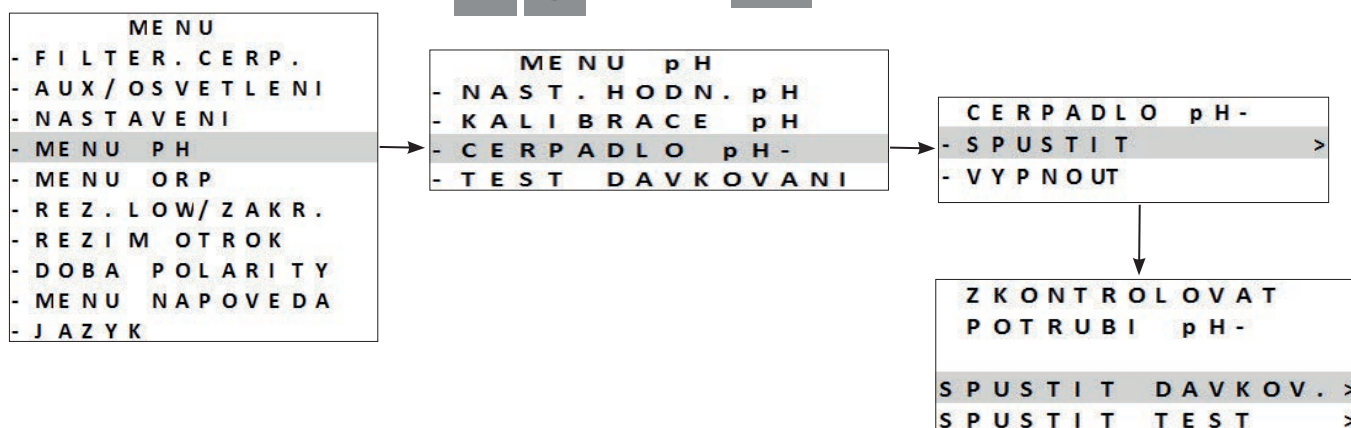 MENU
- FILTER. CERP.
- AUX/OSVETLENI
- NASTAVENI
- MENU PH
- MENU ORP
- REZ. LOW/ZAKR.
- REZIM OTROK
- DOBA POLARITY
- MENU NAPOVEDA
- JAZYK
MENU pH
- NAST. HODN. pH
- KALIBRACE pH
- CERPADLO pH-
- TEST DAVKOVANI
CERPADLO pH-
- SPUSTIT >
- VYPNOUT
ZKONTROLOVAT
POTRUBI pH-
SPUSTIT DAVKOV. >
SPUSTIT TEST >